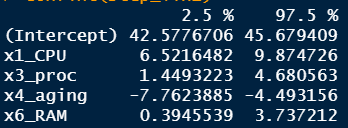 2.5 % 97.5 %
(Intercept) 42.5776706 45.679409
x1_CPU 6.5216482 9.874726
x3_proc 1.4493223 4.680563
x4_aging -7.7623885 -4.493156
x6_RAM 0.3945539 3.737212